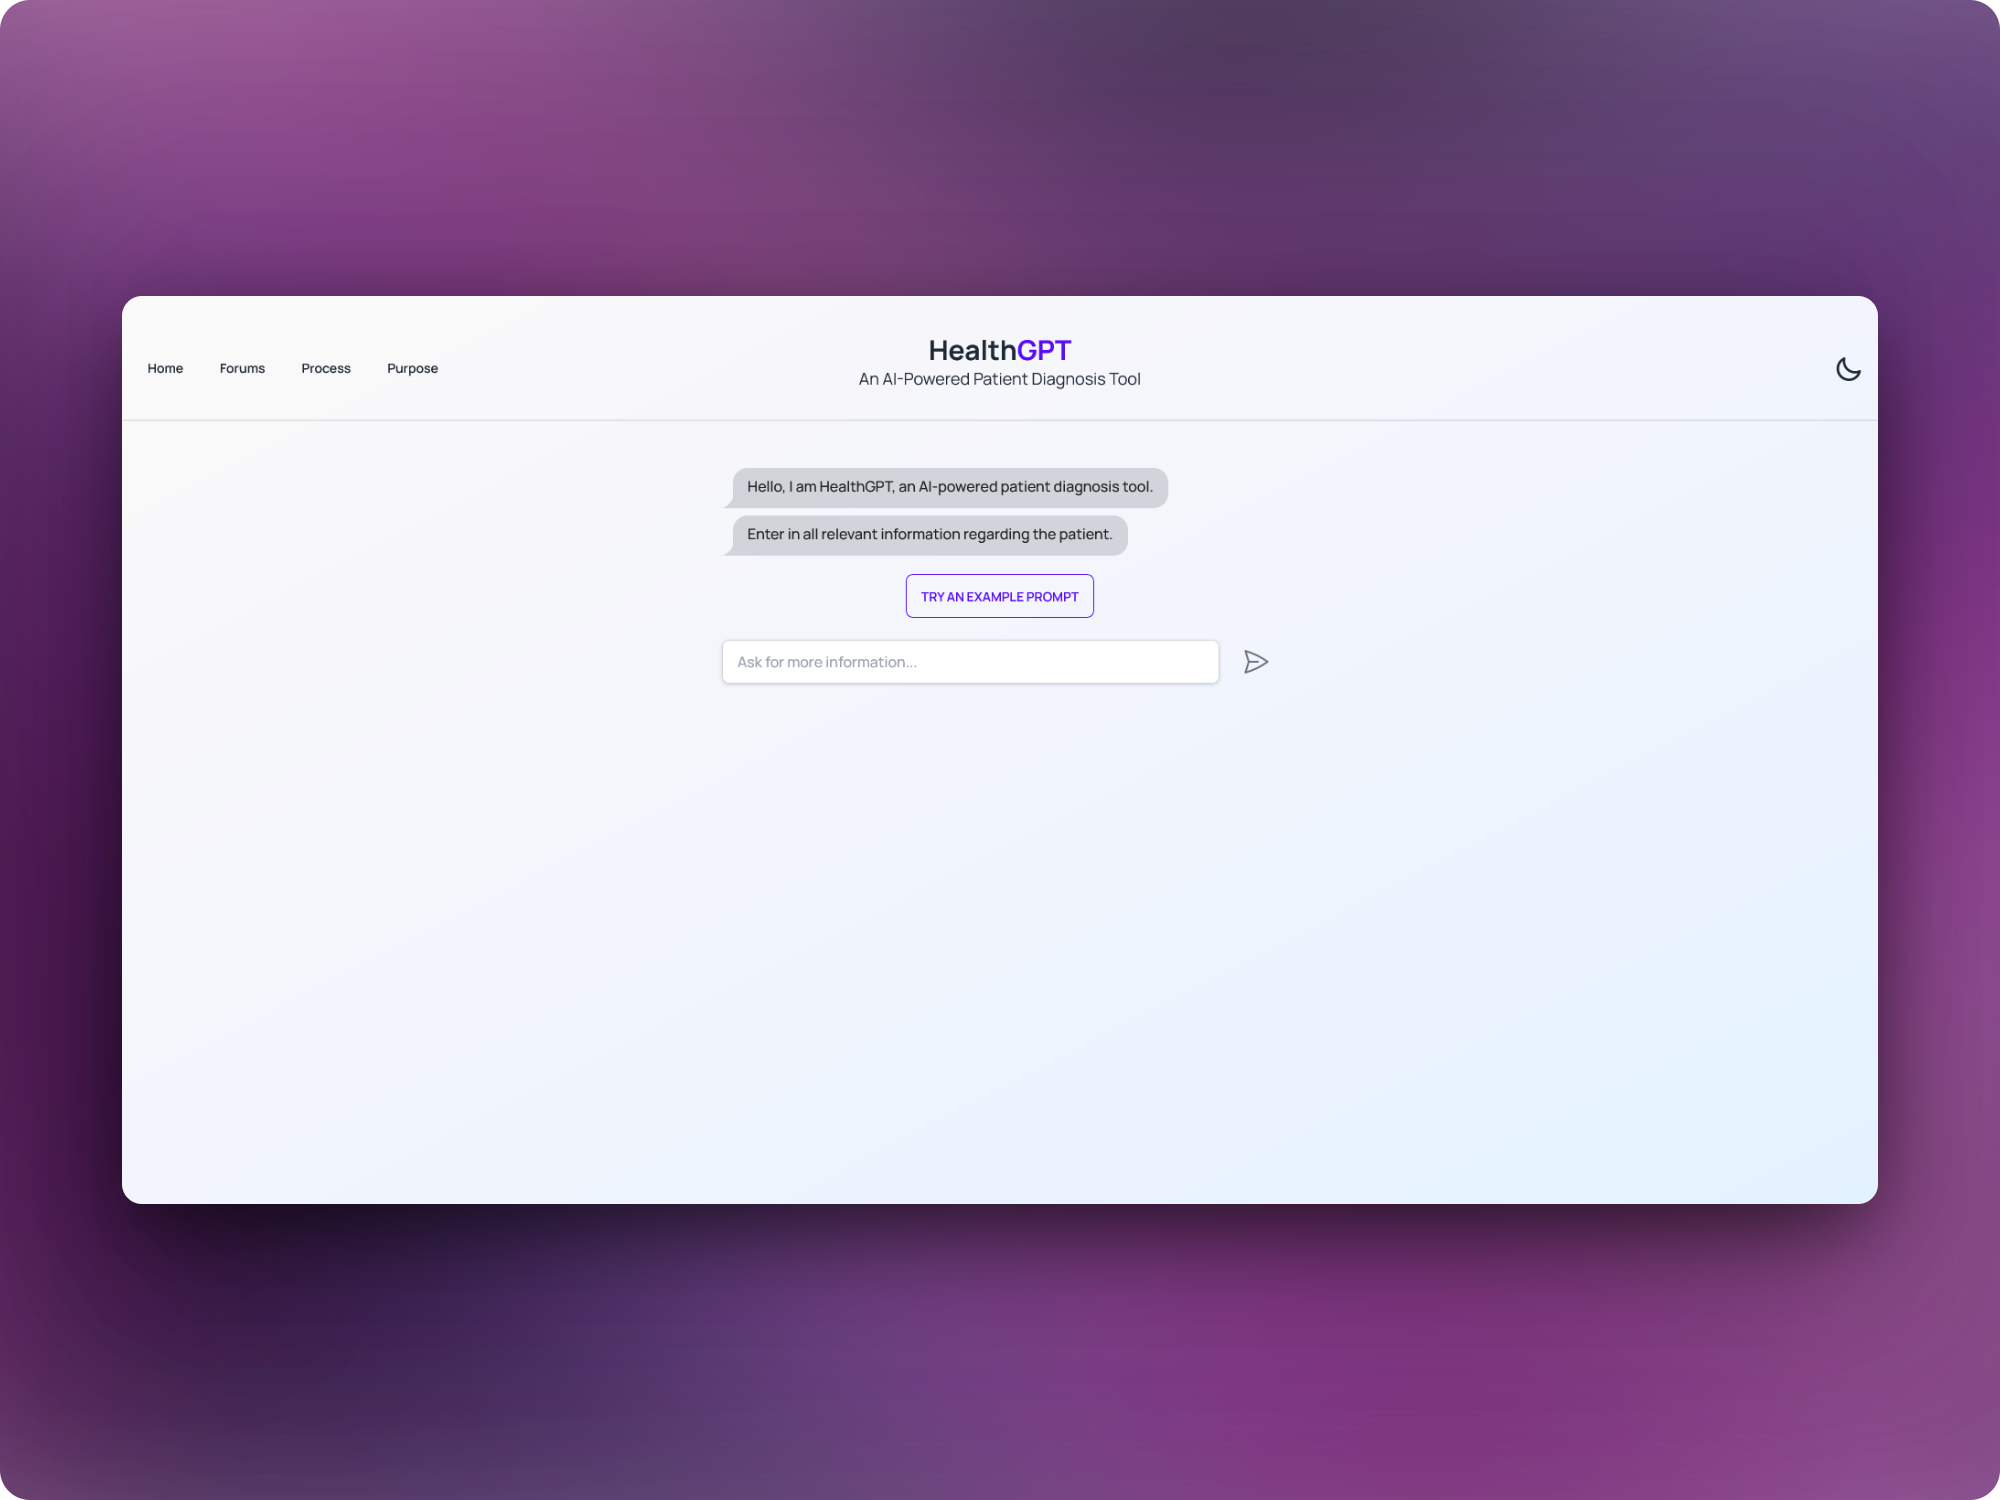 Home Forums Process Purpose
HealthGPT
An AI-Powered Patient Diagnosis Tool
Hello, I am HealthGPT, an AI-powered patient diagnosis tool.
Enter in all relevant information regarding the patient.
TRY AN EXAMPLE PROMPT
Ask for more information...